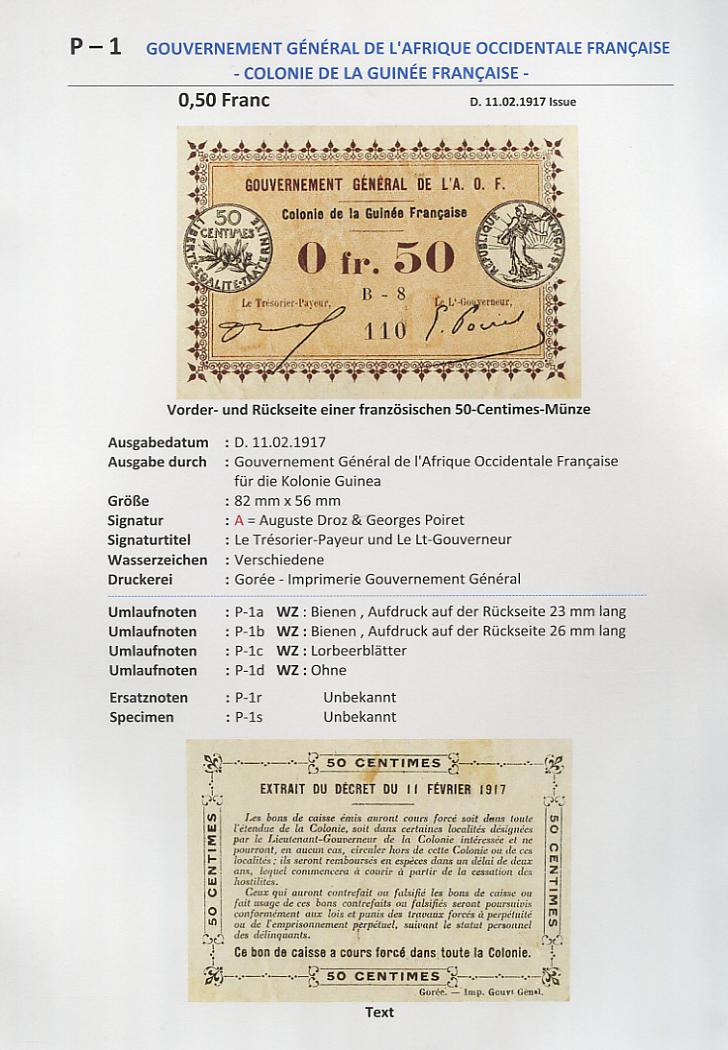 P – 1 GOUVERNEMENT GÉNÉRAL DE L'AFRIQUE OCCIDENTALE FRANÇAISE
- COLONIE DE LA GUINÉE FRANÇAISE -
0,50 Franc D. 11.02.1917 Issue
GOUVERNEMENT GÉNÉRAL DE L'A. O. F.
Colonie de la Guinée Française
50
CENTIMES
LIBERTE·EGALITE·FRATERNITE
REPUBLIQUE FRANÇAISE
0 fr. 50
B - 8
Le Trésorier-Payeur, Le Lt-Gouverneur,
110
Vorder- und Rückseite einer französischen 50-Centimes-Münze
Ausgabedatum : D. 11.02.1917
Ausgabe durch : Gouvernement Général de l'Afrique Occidentale Française
für die Kolonie Guinea
Größe : 82 mm x 56 mm
Signatur : A = Auguste Droz & Georges Poiret
Signaturtitel : Le Trésorier-Payeur und Le Lt-Gouverneur
Wasserzeichen : Verschiedene
Druckerei : Gorée - Imprimerie Gouvernement Général
Umlaufnoten : P-1a WZ : Bienen , Aufdruck auf der Rückseite 23 mm lang
Umlaufnoten : P-1b WZ : Bienen , Aufdruck auf der Rückseite 26 mm lang
Umlaufnoten : P-1c WZ : Lorbeerblätter
Umlaufnoten : P-1d WZ : Ohne
Ersatznoten : P-1r Unbekannt
Specimen : P-1s Unbekannt
50 CENTIMES
EXTRAIT DU DÉCRET DU 11 FÉVRIER 1917
50 CENTIMES
50 CENTIMES
Les bons de caisse émis auront cours forcé soit dans toute
l'étendue de la Colonie, soit dans certaines localités désignées
par le Lieutenant-Gouverneur de la Colonie intéressée et ne
pourront, en aucun cas, circuler hors de cette Colonie ou de ces
localités ; ils seront remboursés en espèces dans un délai de deux
ans, lequel commencera à courir à partir de la cessation des
hostilités.
Ceux qui auront contrefait ou falsifié les bons de caisse ou
fait usage de ces bons contrefaits ou falsifiés seront poursuivis
conformément aux lois et punis des travaux forcés à perpétuité
ou de l'emprisonnement perpétuel, suivant le statut personnel
des délinquants.
Ce bon de caisse a cours forcé dans toute la Colonie.
50 CENTIMES
Gorée. — Imp. Gouvt Génal.
Text